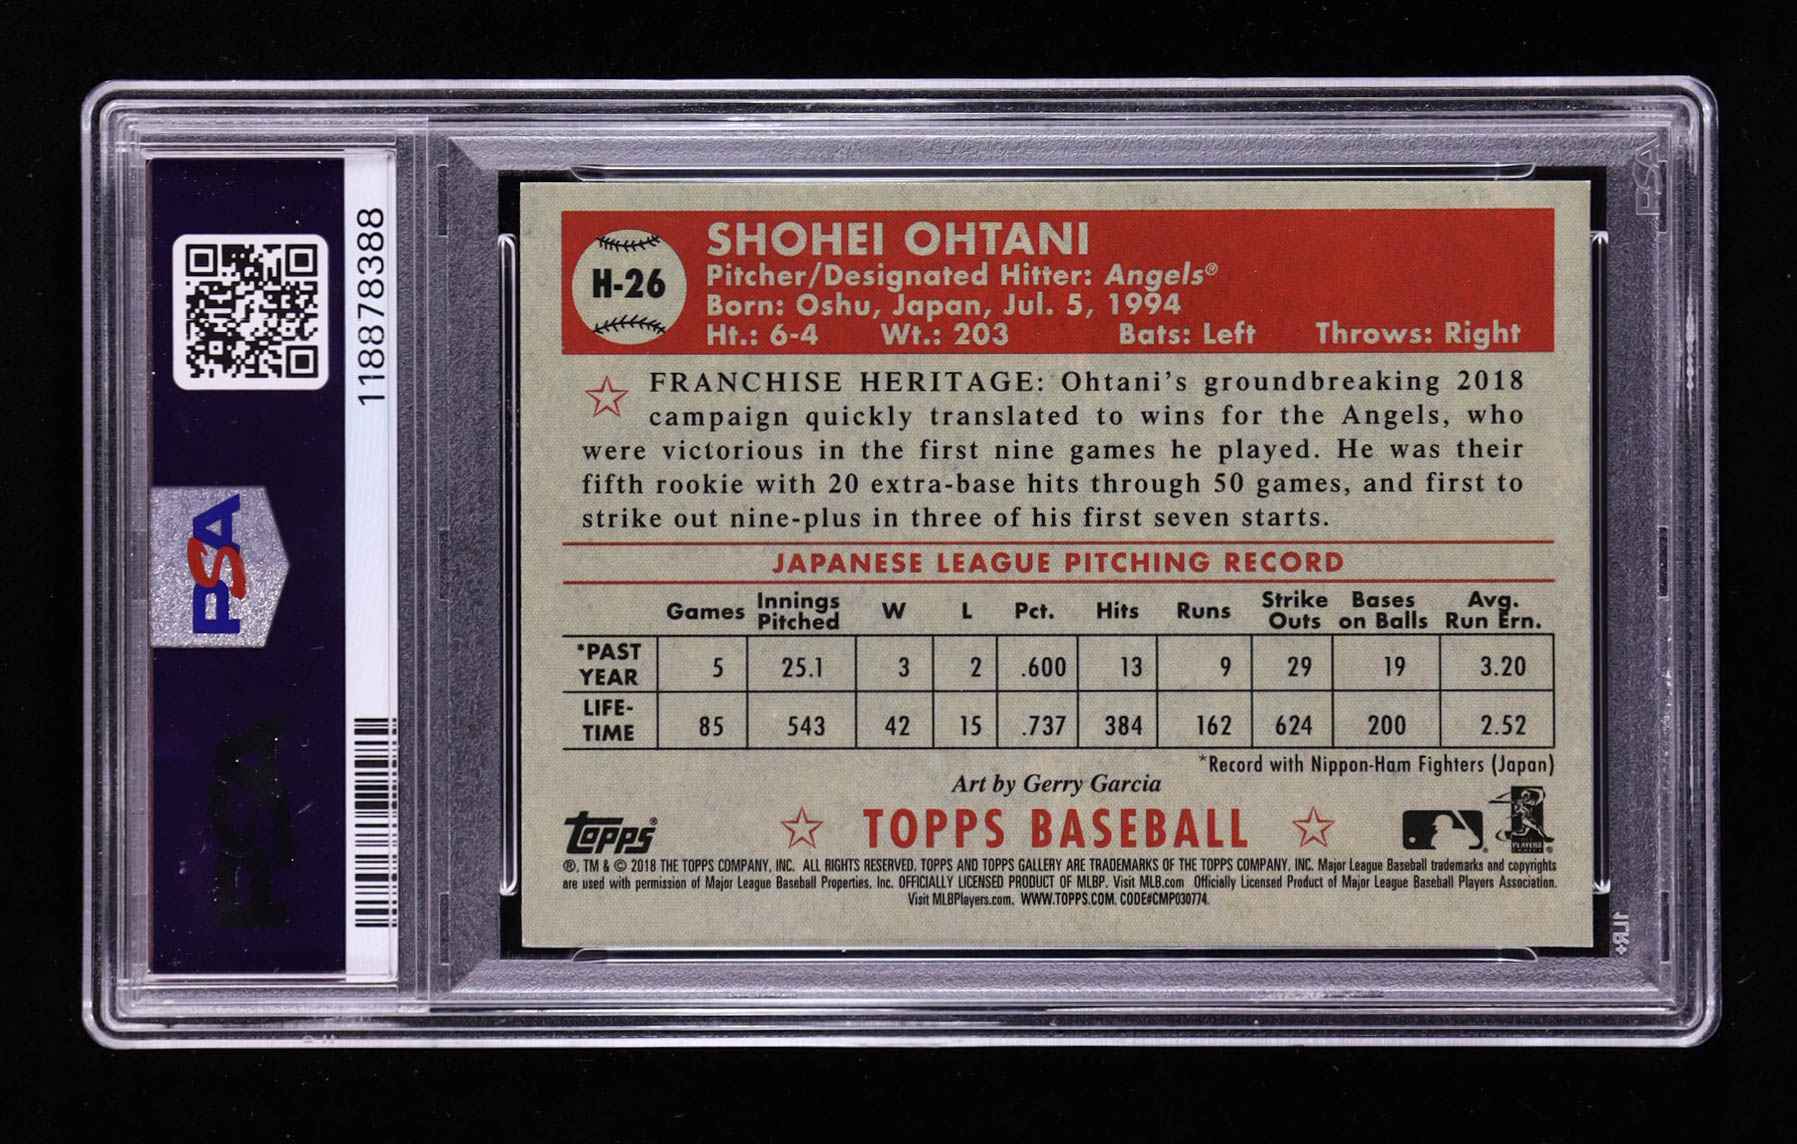 118878388
PSA
PSA
PSA
H-26
SHOHEI OHTANI
Pitcher/Designated Hitter: Angels®
Born: Oshu, Japan, Jul. 5, 1994
Ht.: 6-4 Wt.: 203 Bats: Left Throws: Right
FRANCHISE HERITAGE: Ohtani's groundbreaking 2018
campaign quickly translated to wins for the Angels, who
were victorious in the first nine games he played. He was their
fifth rookie with 20 extra-base hits through 50 games, and first to
strike out nine-plus in three of his first seven starts.
JAPANESE LEAGUE PITCHING RECORD
Games Innings Pitched W L Pct. Hits Runs Strike Outs Bases on Balls Avg. Run Ern.
*PAST YEAR 5 25.1 3 2 .600 13 9 29 19 3.20
LIFE-TIME 85 543 42 15 .737 384 162 624 200 2.52
*Record with Nippon-Ham Fighters (Japan)
Art by Gerry Garcia
Topps® TOPPS BASEBALL
®, TM & © 2018 THE TOPPS COMPANY, INC. ALL RIGHTS RESERVED. TOPPS AND TOPPS GALLERY ARE TRADEMARKS OF THE TOPPS COMPANY, INC. Major League Baseball trademarks and copyrights
are used with permission of Major League Baseball Properties, Inc. OFFICIALLY LICENSED PRODUCT OF MLBP. Visit MLB.com Officially Licensed Product of Major League Baseball Players Association.
Visit MLBPlayers.com. WWW.TOPPS.COM. CODE#CMP030774.
1LR+